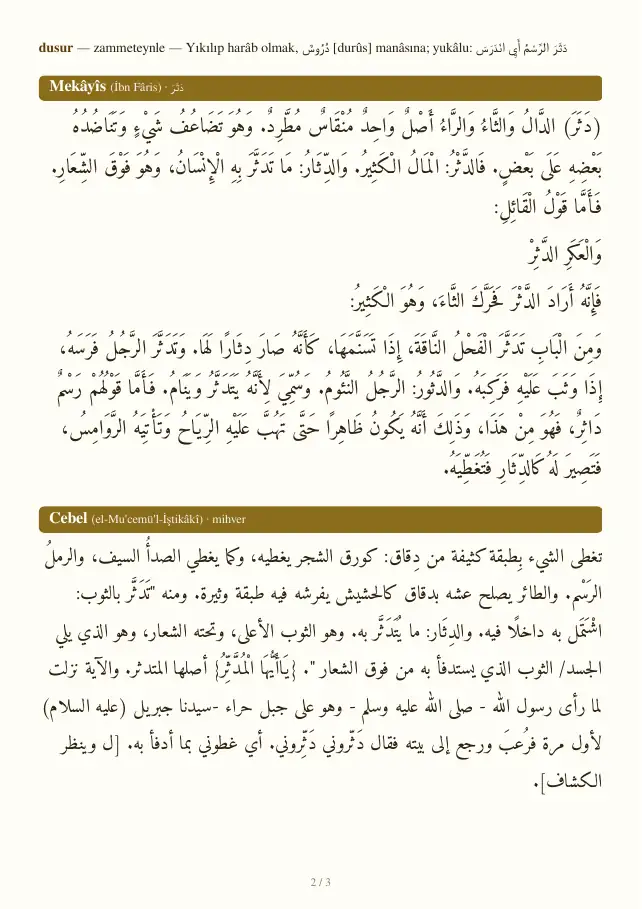 dusur — zammeteynle — Yıkılıp harâb olmak, دُرُوسٌ [durûs] manâsına; yukâlu: دَثَرَ الرَّسْمُ أَيِ انْدَرَسَ
Mekâyîs (İbn Fâris) · دَثَرَ
(دَثَرَ) الدَّالُ وَالثَّاءُ وَالرَّاءُ أَصْلٌ وَاحِدٌ مُنْقَاسٌ مُطَّرِدٌ. وَهُوَ تَضَاعُفُ شَيْءٍ وَتَنَاضُدُهُ
بَعْضِهِ عَلَى بَعْضٍ. فَالدَّثْرُ: الْمَالُ الْكَثِيرُ. وَالدِّثَارُ: مَا تَدَثَّرَ بِهِ الْإِنْسَانُ، وَهُوَ فَوْقَ الشِّعَارِ.
فَأَمَّا قَوْلُ الْقَائِلِ:
وَالْعَكَرِ الدَّثِرْ
فَإِنَّهُ أَرَادَ الدَّثْرَ فَحَرَّكَ الثَّاءَ، وَهُوَ الْكَثِيرُ:
وَمِنَ الْبَابِ تَدَثَّرَ الْفَحْلُ النَّاقَةَ، إِذَا تَسَنَّمَهَا، كَأَنَّهُ صَارَ دِثَارًا لَهَا. وَتَدَثَّرَ الرَّجُلُ فَرَسَهُ،
إِذَا وَثَبَ عَلَيْهِ فَرَكِبَهُ. وَالدَّثُورُ: الرَّجُلُ النَّئُومُ. وَسُمِّيَ لِأَنَّهُ يَتَدَثَّرُ وَيَنَامُ. فَأَمَّا قَوْلُهُمْ رَسْمٌ
دَاثِرٌ، فَهُوَ مِنْ هَذَا، وَذَلِكَ أَنَّهُ يَكُونُ ظَاهِرًا حَتَّى تَهُبَّ عَلَيْهِ الرِّيَاحُ وَتَأْتِيَهُ الرَّوَامِسُ،
فَتَصِيرَ لَهُ كَالدِّثَارِ فَتُغَطِّيَهُ.
Cebel (el-Mu'cemü'l-İştikâkî) · mihver
تغطى الشيء بِطبقة كثيفة من دِقاق: كورق الشجر يغطيه، وكما يغطي الصدأُ السيف، والرملُ
الرَسْم. والطائر يصلح عشه بدقاق كالحشيش يفرشه فيه طبقة وثيرة. ومنه "تَدَثَّر بالثوب:
اشْتَمَل به داخلًا فيه. والدِثَار: ما يُتَدَثَّر به. وهو الثوب الأعلى، وتحته الشعار، وهو الذي يلي
الجسد/ الثوب الذي يستدفأ به من فوق الشعار". {يَاأَيُّهَا الْمُدَّثِّرُ} أصلها المتدثر. والآية نزلت
لما رأى رسول الله - صلى الله عليه وسلم - وهو على جبل حراء -سيدنا جبريل (عليه السلام)
لأول مرة فرُعبَ ورجع إلى بيته فقال دَثّروني دَثِّروني. أي غطوني بما أدفأ به. [ل وينظر
الكشاف].
2 / 3